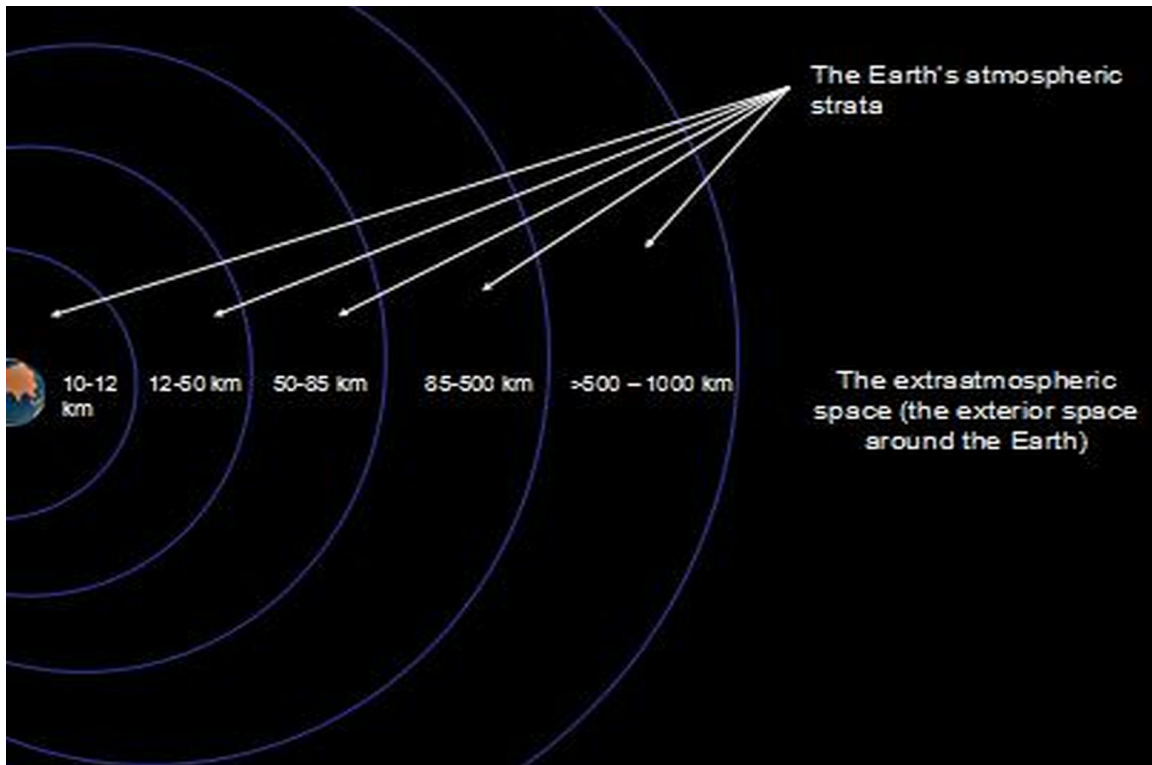 The Earth's atmospheric
strata
10-12
km
12-50 km
50-85 km
85-500 km
>500 – 1000 km
The extraatmospheric
space (the exterior space
around the Earth)